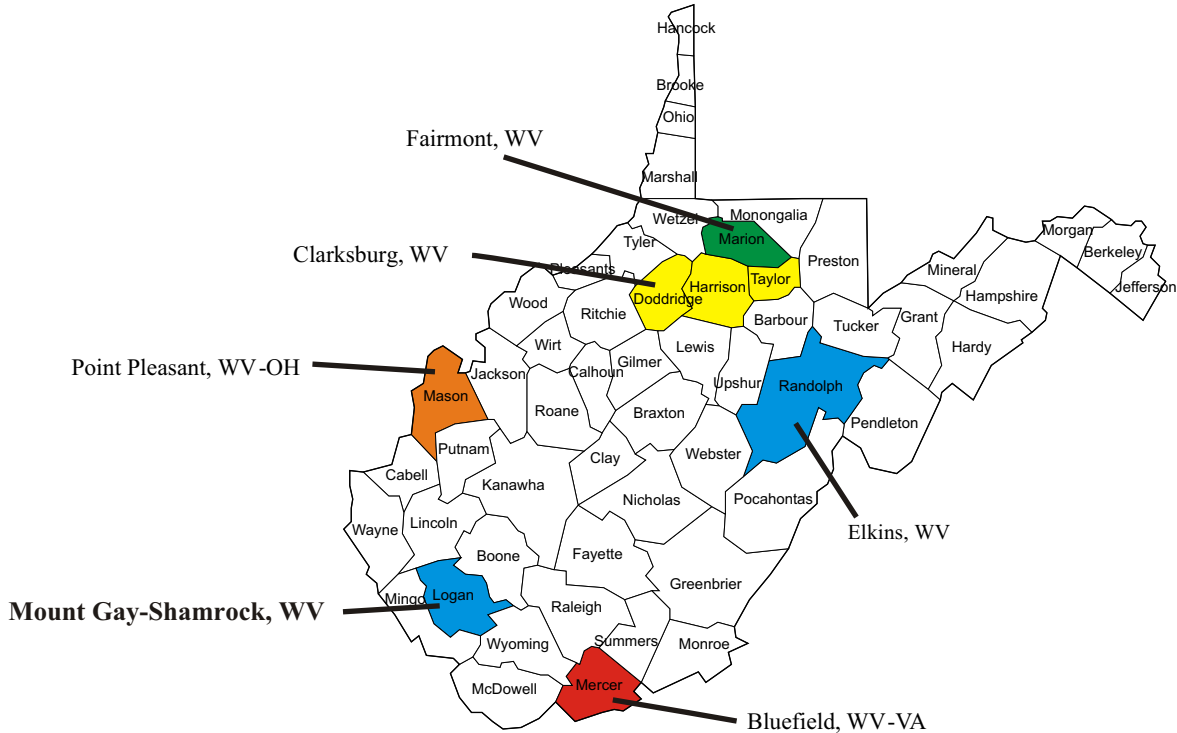 Hancock
Brooke
Ohio
Fairmont, WV
Marshall
Wetzel
Monongalia
Marion
Tyler
Clarksburg, WV
Pleasants
Doddridge
Harrison
Taylor
Preston
Morgan
Berkeley
Jefferson
Mineral
Hampshire
Grant
Hardy
Wood
Ritchie
Barbour
Tucker
Wirt
Lewis
Gilmer
Calhoun
Upshur
Randolph
Point Pleasant, WV-OH
Jackson
Mason
Roane
Braxton
Pendleton
Putnam
Clay
Webster
Cabell
Kanawha
Nicholas
Pocahontas
Elkins, WV
Wayne
Lincoln
Boone
Fayette
Greenbrier
Mount Gay-Shamrock, WV
Mingo
Logan
Raleigh
Wyoming
Summers
Monroe
McDowell
Mercer
Bluefield, WV-VA